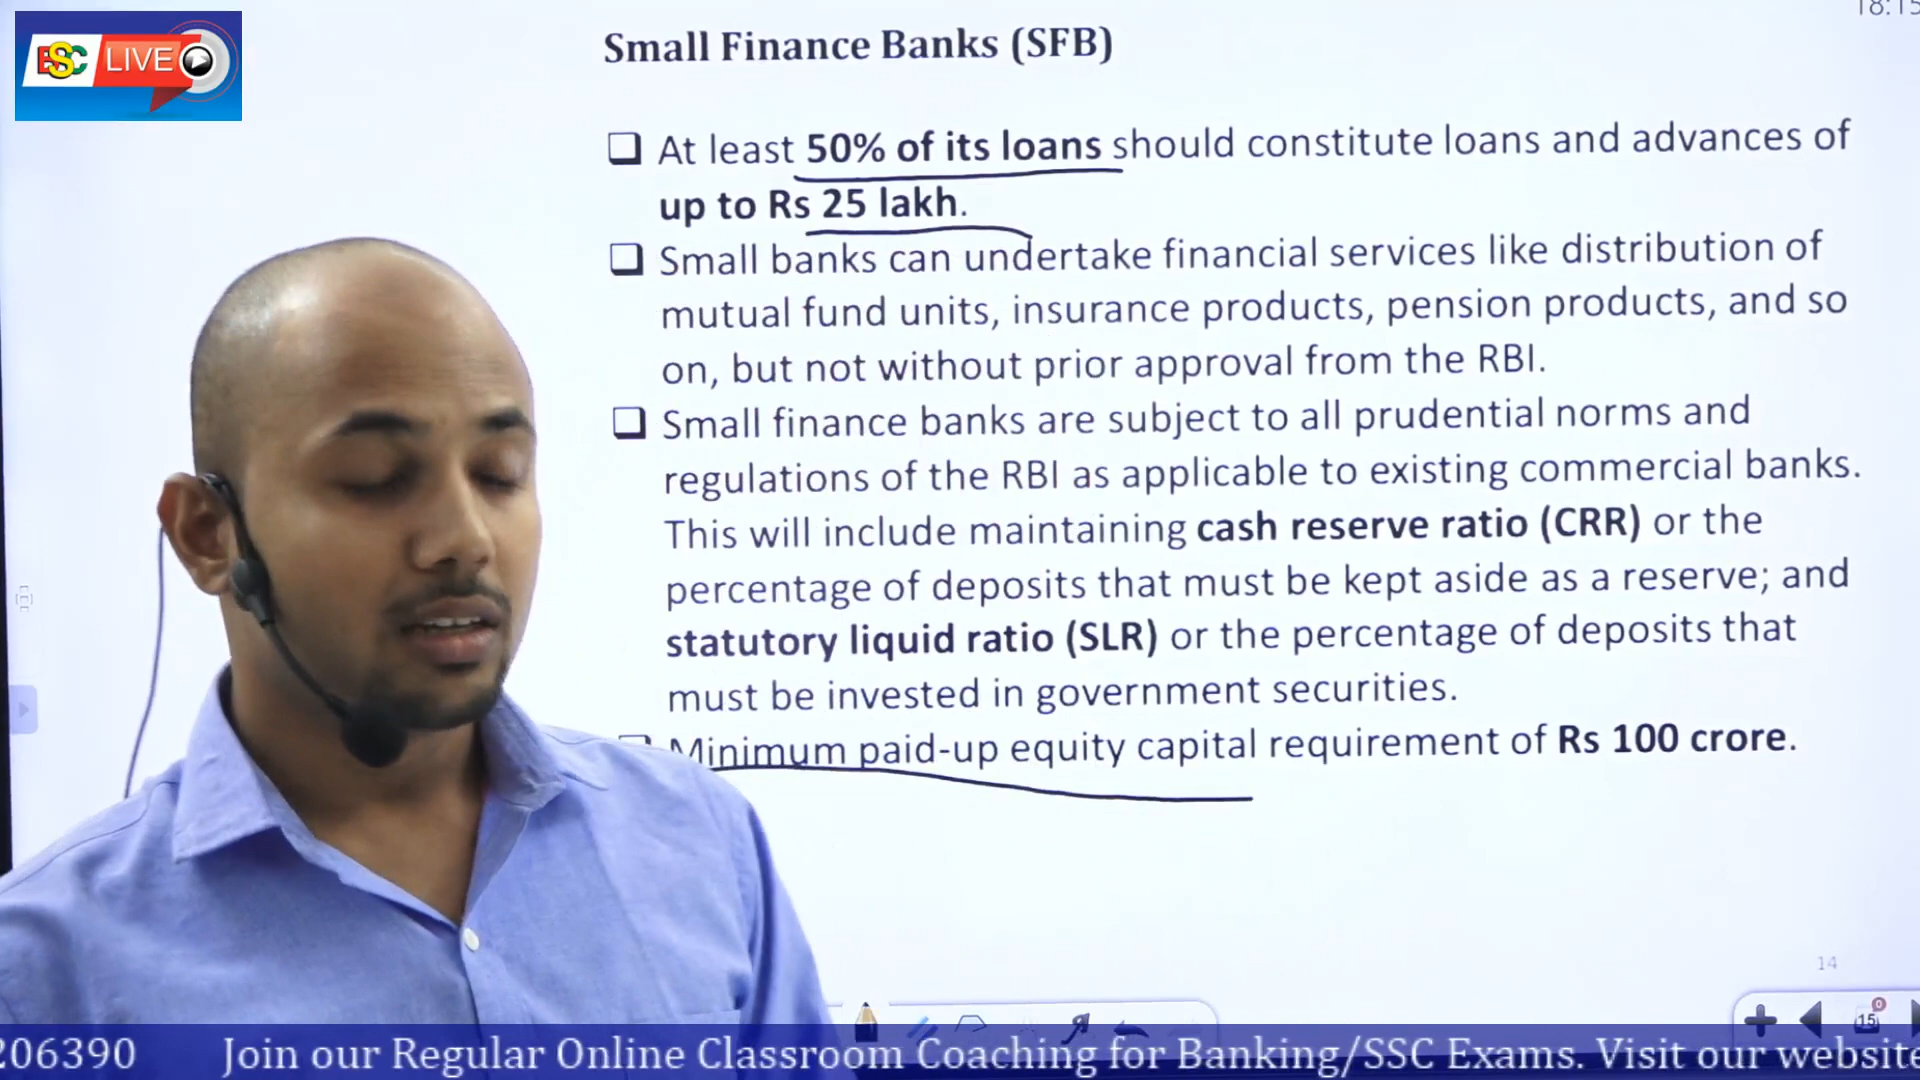 18:15
BSC LIVE
Small Finance Banks (SFB)
At least 50% of its loans should constitute loans and advances of
up to Rs 25 lakh.
Small banks can undertake financial services like distribution of
mutual fund units, insurance products, pension products, and so
on, but not without prior approval from the RBI.
Small finance banks are subject to all prudential norms and
regulations of the RBI as applicable to existing commercial banks.
This will include maintaining cash reserve ratio (CRR) or the
percentage of deposits that must be kept aside as a reserve; and
statutory liquid ratio (SLR) or the percentage of deposits that
must be invested in government securities.
Minimum paid-up equity capital requirement of Rs 100 crore.
14
0
15
206390 Join our Regular Online Classroom Coaching for Banking/SSC Exams. Visit our website